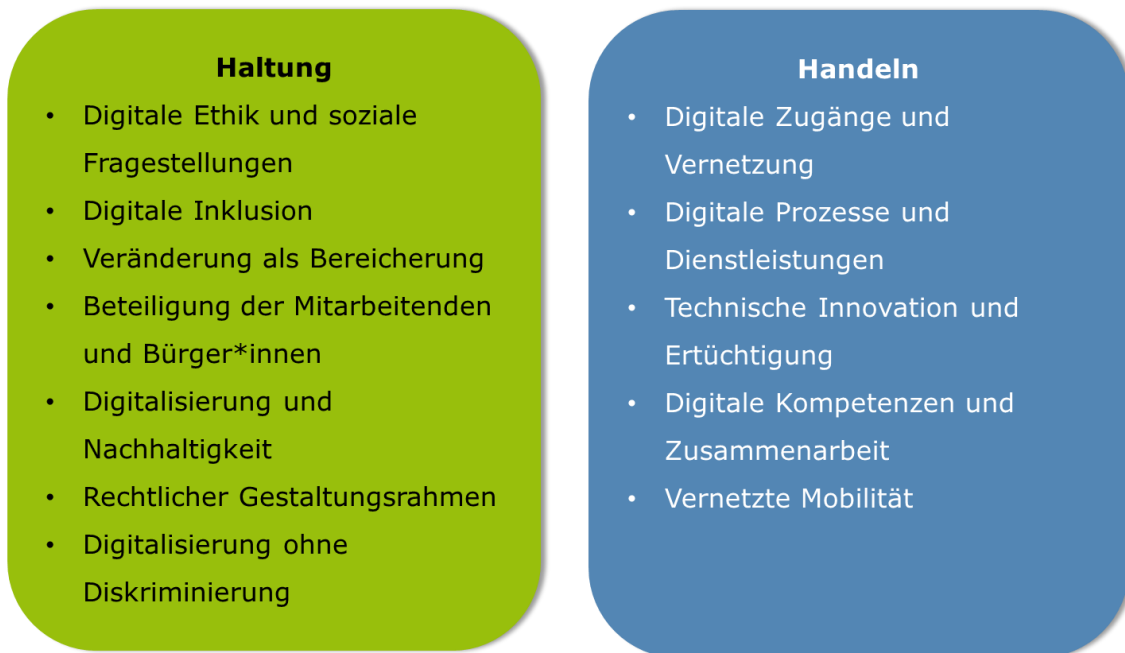 Haltung
• Digitale Ethik und soziale
Fragestellungen
• Digitale Inklusion
• Veränderung als Bereicherung
• Beteiligung der Mitarbeitenden
und Bürger*innen
• Digitalisierung und
Nachhaltigkeit
• Rechtlicher Gestaltungsrahmen
• Digitalisierung ohne
Diskriminierung
Handeln
• Digitale Zugänge und
Vernetzung
• Digitale Prozesse und
Dienstleistungen
• Technische Innovation und
Ertüchtigung
• Digitale Kompetenzen und
Zusammenarbeit
• Vernetzte Mobilität